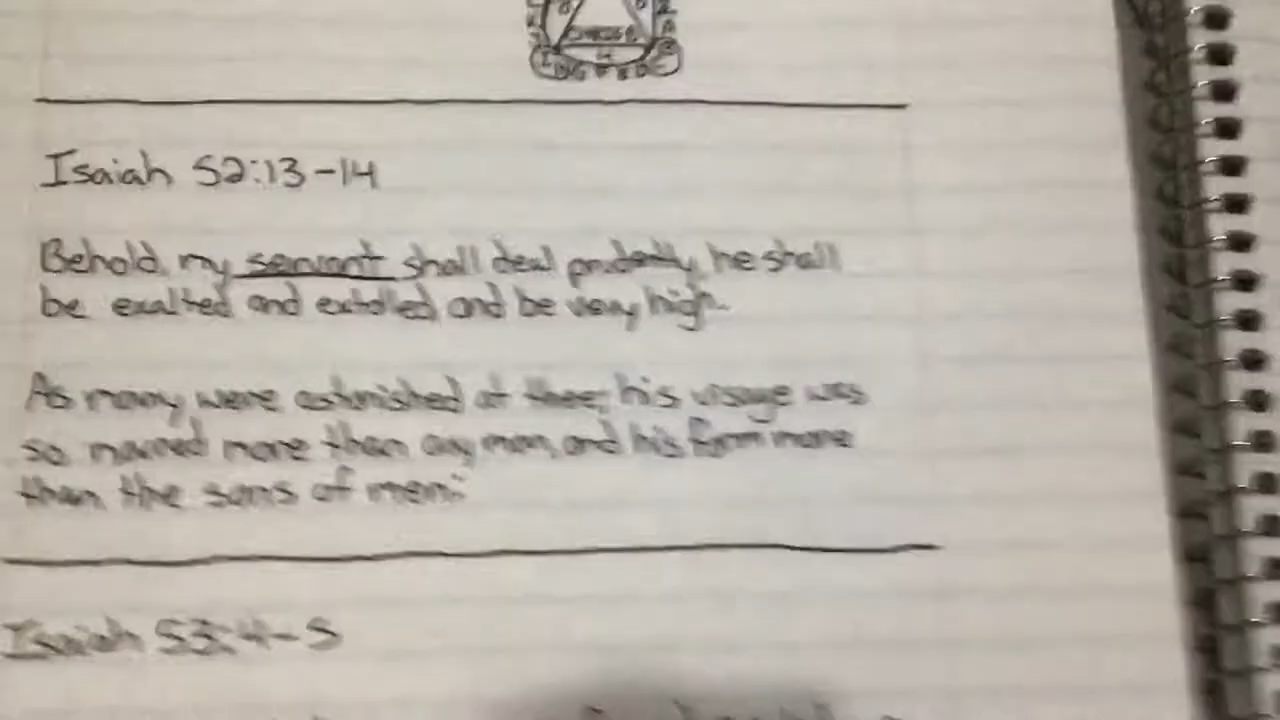 Isaiah 52:13-14
Behold, my servant shall deal prudently, he shall
be exalted and extolled, and be very high.
As many were astonished at thee; his visage was
so marred more than any man, and his form more
than the sons of men:
Isaiah 53:4-5